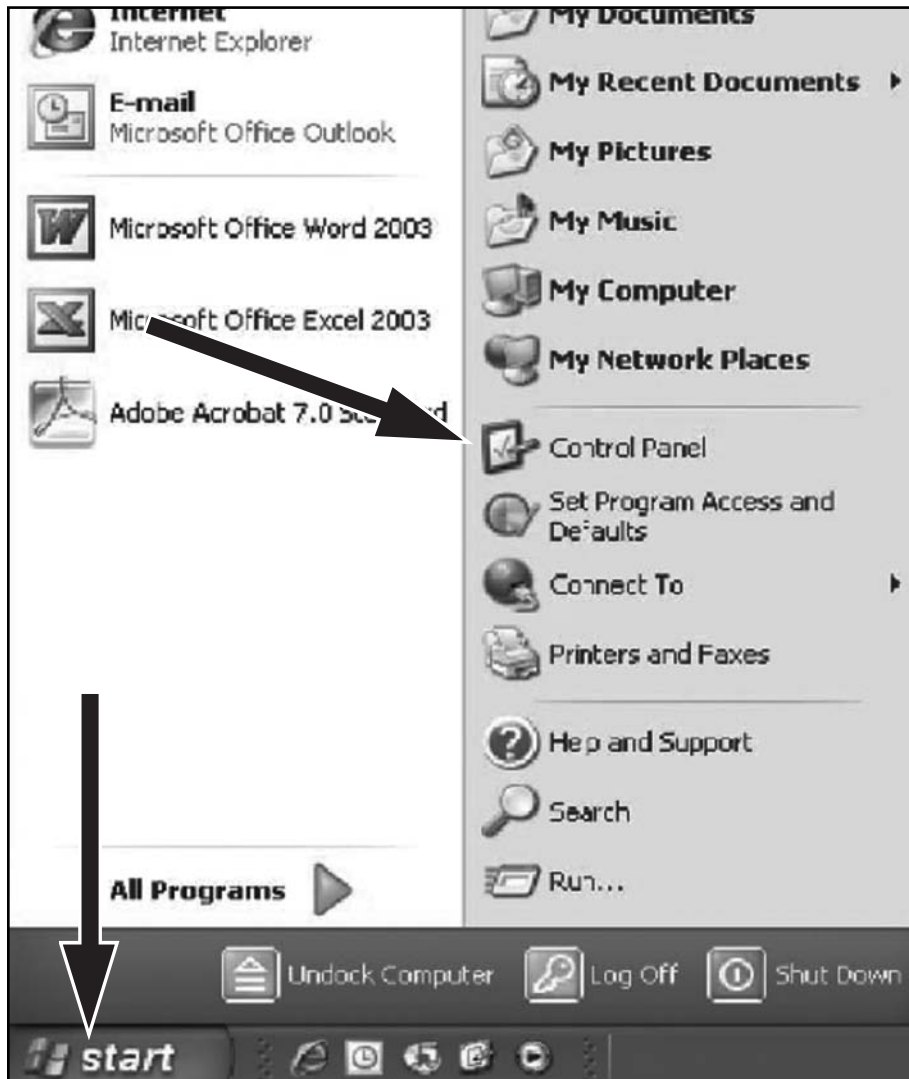 Internet
Internet Explorer
E-mail
Microsoft Office Outlook
Microsoft Office Word 2003
Microsoft Office Excel 2003
Adobe Acrobat 7.0
All Programs
My Documents
My Recent Documents
My Pictures
My Music
My Computer
My Network Places
Control Panel
Set Program Access and
Defaults
Connect To
Printers and Faxes
Help and Support
Search
Run...
Undock Computer
Log Off
Shut Down
start